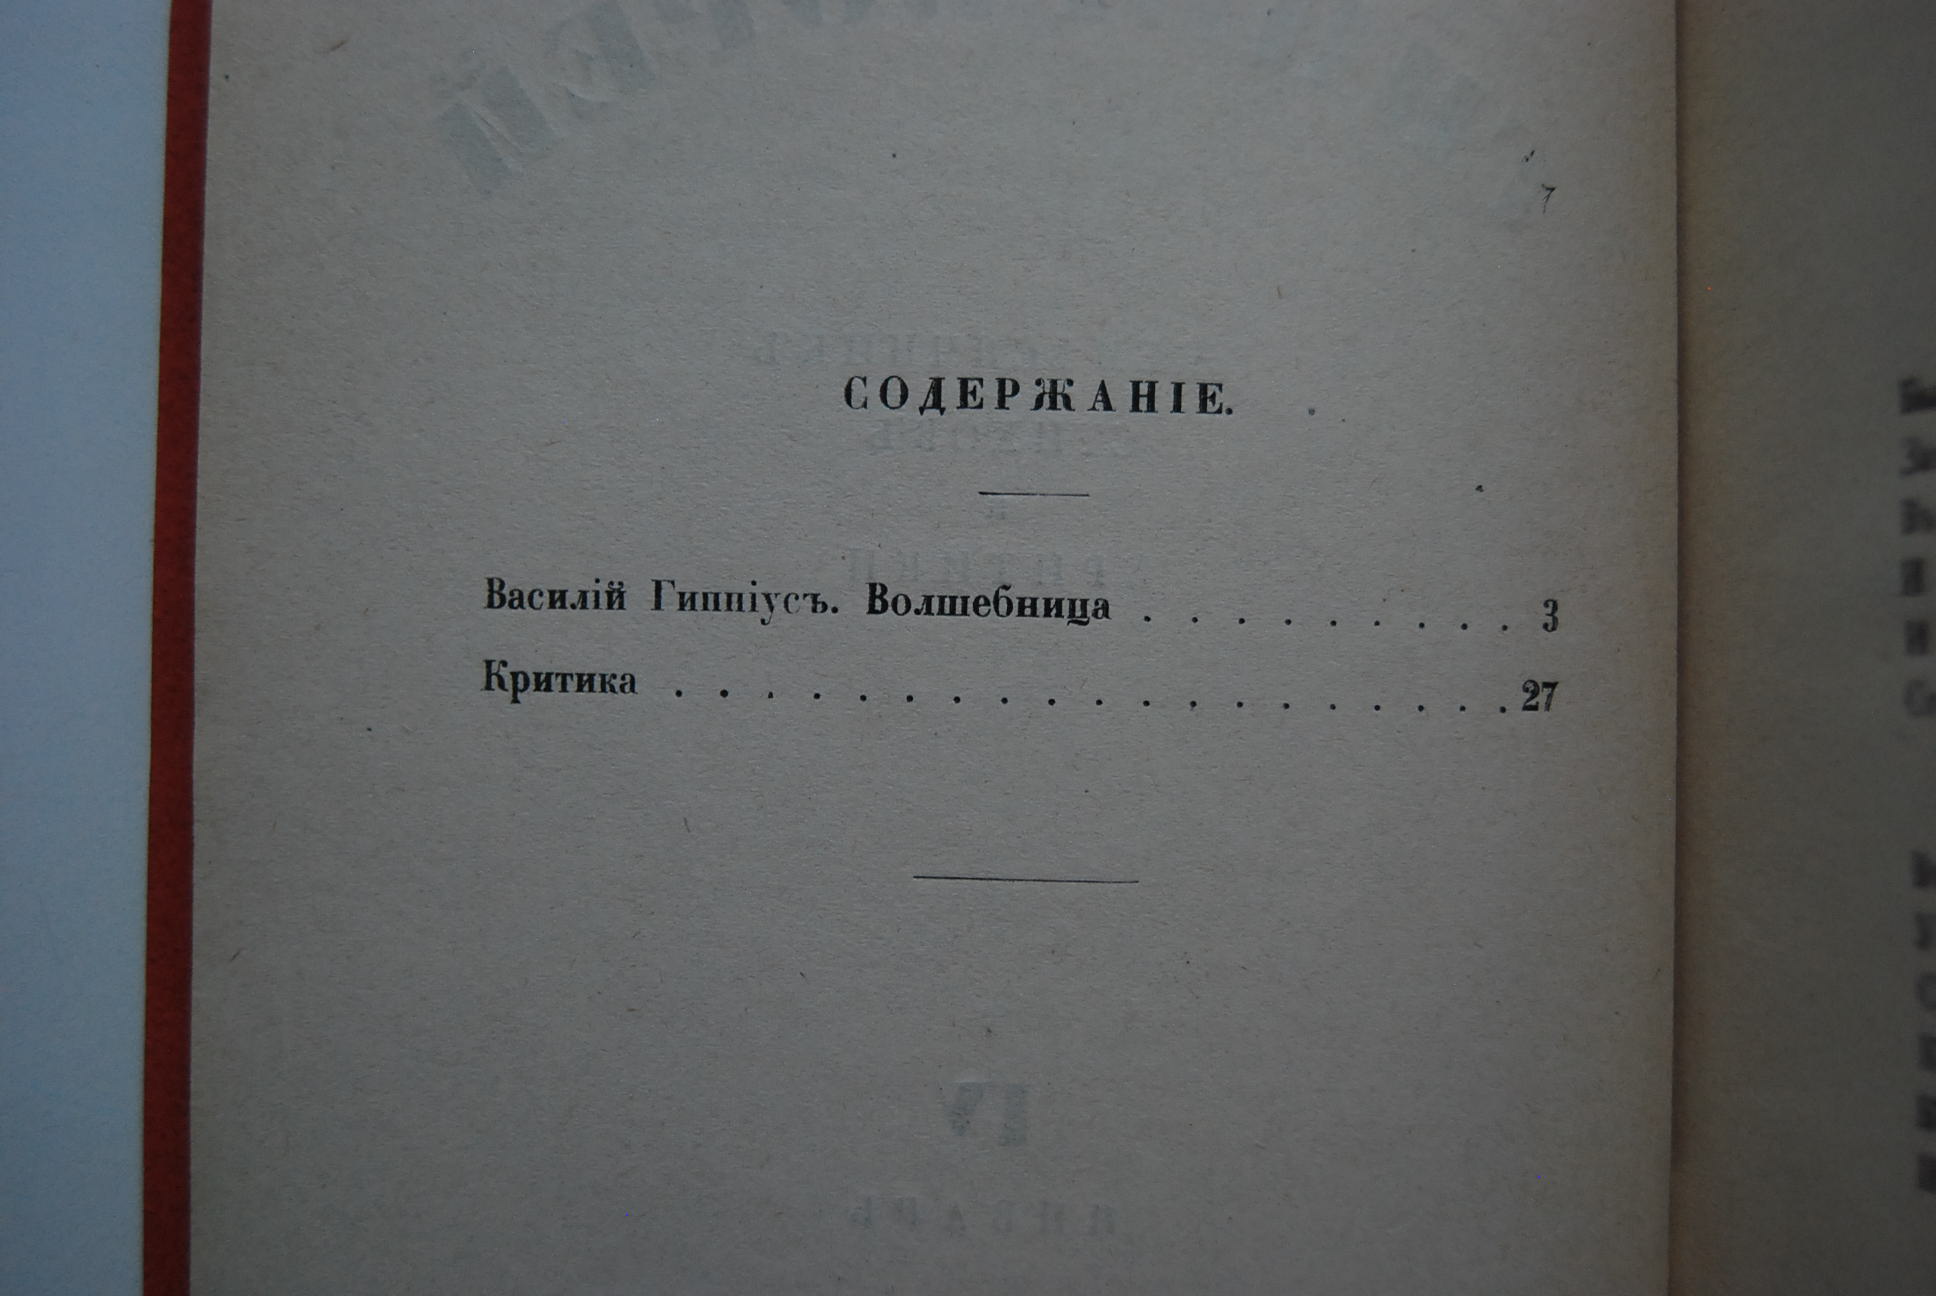 СОДЕРЖАНІЕ.
Василій Гиппіусъ. Волшебница . . . . . . . . . 3
Критика . . . . . . . . . . . . . . . . . . . 27